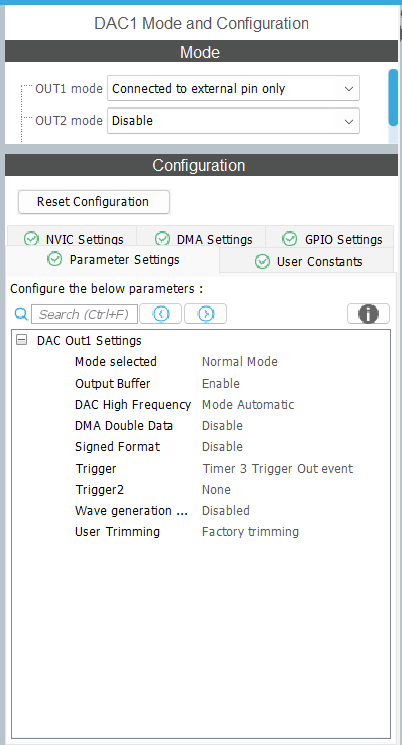 DAC1 Mode and Configuration
Mode
OUT1 mode Connected to external pin only
OUT2 mode Disable
Configuration
Reset Configuration
NVIC Settings DMA Settings GPIO Settings
Parameter Settings User Constants
Configure the below parameters :
Search (Ctrl+F)
DAC Out1 Settings
Mode selected Normal Mode
Output Buffer Enable
DAC High Frequency Mode Automatic
DMA Double Data Disable
Signed Format Disable
Trigger Timer 3 Trigger Out event
Trigger2 None
Wave generation ... Disabled
User Trimming Factory trimming